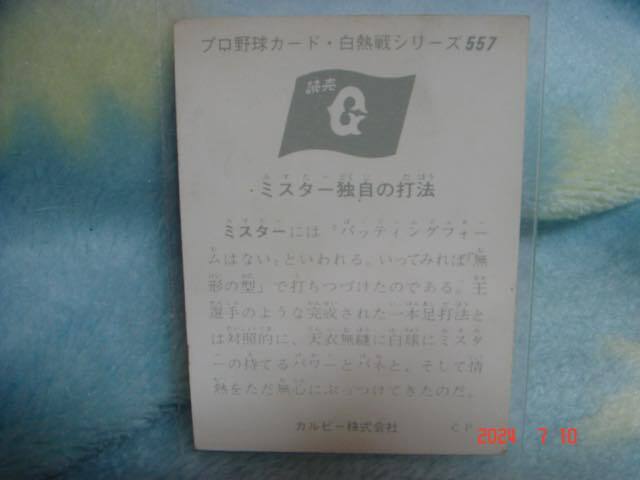 プロ野球カード・白熱戦シリーズ557
読売
G
ミスター独自の打法
ミスターには「バッティングフォー
ムはない」といわれる。いってみれば「無
形の型」で打ちつづけたのである。王
選手のような完成された一本足打法と
は対照的に、天衣無縫に白球にミスタ
ーの持てるパワーとバネと、そして情
熱をただ無心にぶっつけてきたのだ。
カルビー株式会社 CP
2024 7 10